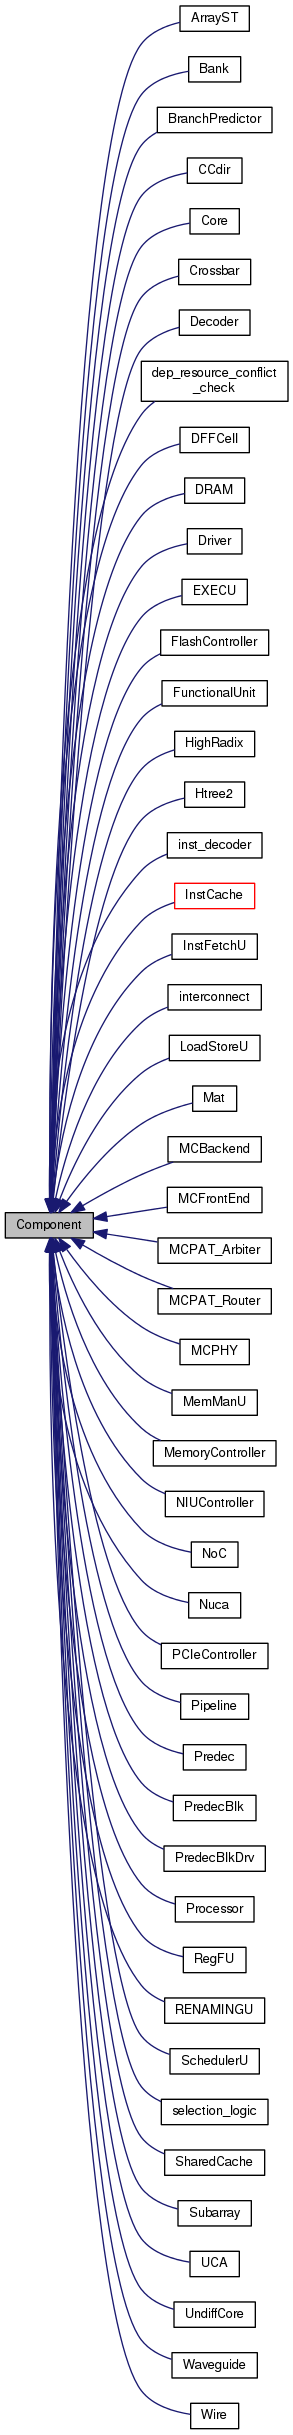 ArrayST
Bank
BranchPredictor
CCdir
Core
Crossbar
Decoder
dep_resource_conflict
_check
DFFCell
DRAM
Driver
EXECU
FlashController
FunctionalUnit
HighRadix
Htree2
inst_decoder
InstCache
InstFetchU
interconnect
LoadStoreU
Mat
MCBackend
MCFrontEnd
Component
MCPAT_Arbiter
MCPAT_Router
MCPHY
MemManU
MemoryController
NIUController
NoC
Nuca
PCIeController
Pipeline
Predec
PredecBlk
PredecBlkDrv
Processor
RegFU
RENAMINGU
SchedulerU
selection_logic
SharedCache
Subarray
UCA
UndiffCore
Waveguide
Wire